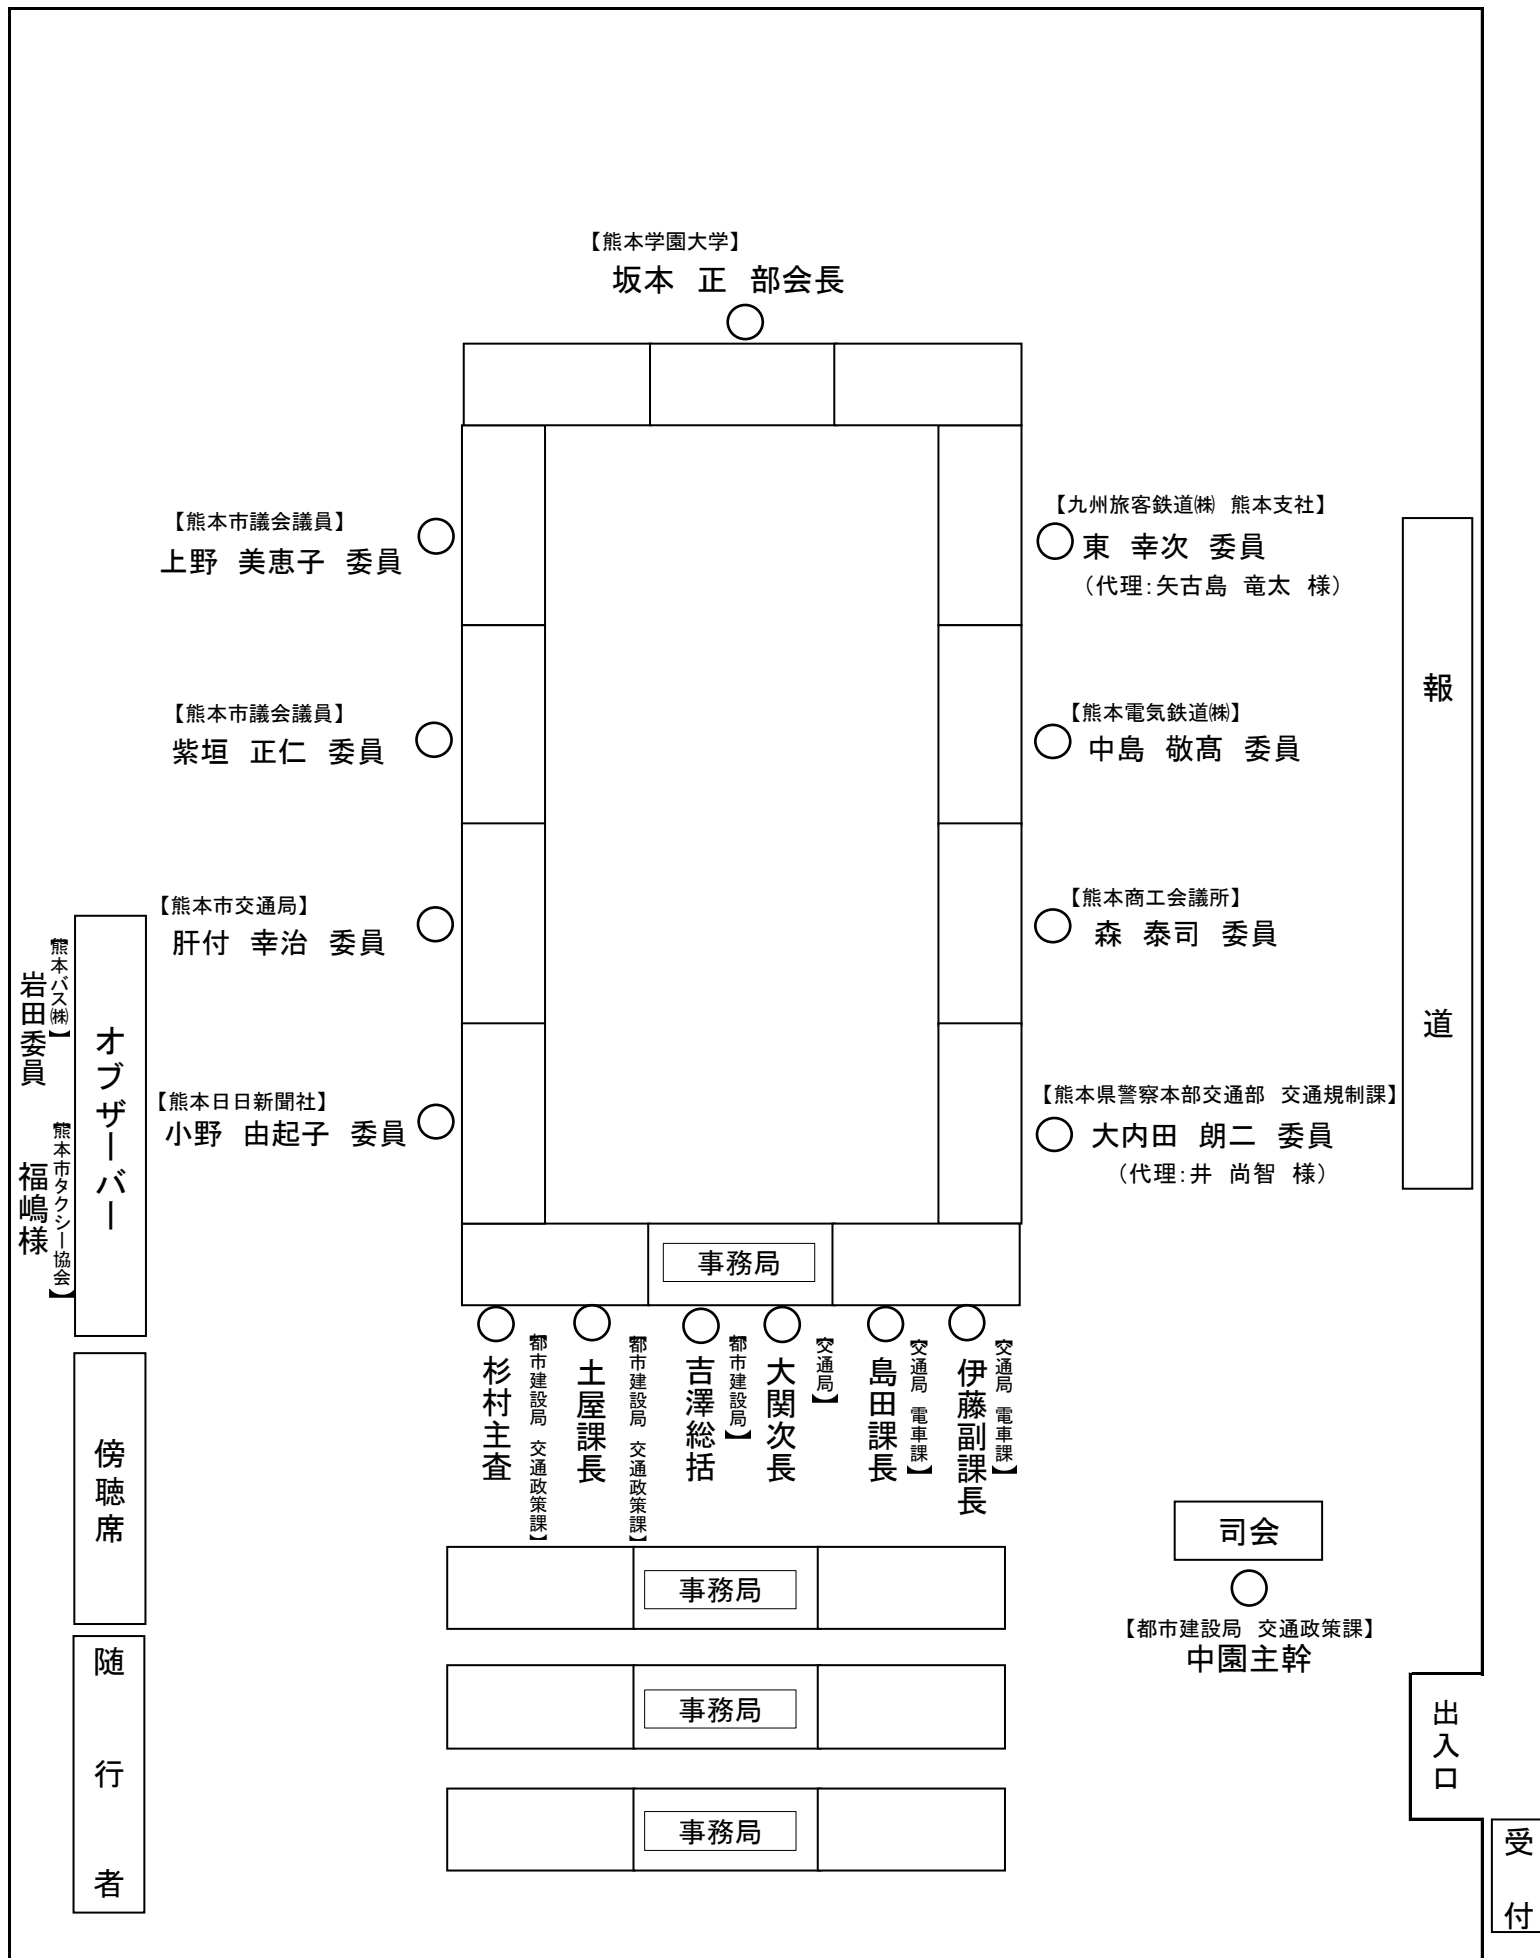 【熊本学園大学】
坂本 正 部会長
【熊本市議会議員】
上野 美恵子 委員
【九州旅客鉄道㈱ 熊本支社】
東 幸次 委員
（代理：矢古島 竜太 様）
【熊本市議会議員】
紫垣 正仁 委員
【熊本電気鉄道㈱】
中島 敬髙 委員
【熊本市交通局】
肝付 幸治 委員
【熊本商工会議所】
森 泰司 委員
【熊本日日新聞社】
小野 由起子 委員
【熊本県警察本部交通部 交通規制課】
大内田 朗二 委員
（代理：井 尚智 様）
報道
オブザーバー
【熊本バス㈱】
岩田委員
【熊本市タクシー協会】
福嶋様
事務局
杉村主査
【都市建設局 交通政策課】
土屋課長
【都市建設局 交通政策課】
吉澤総括
【都市建設局】
大関次長
【交通局】
島田課長
【交通局 電車課】
伊藤副課長
【交通局 電車課】
傍聴席
随行者
事務局
事務局
事務局
司会
【都市建設局 交通政策課】
中園主幹
出入口
受付